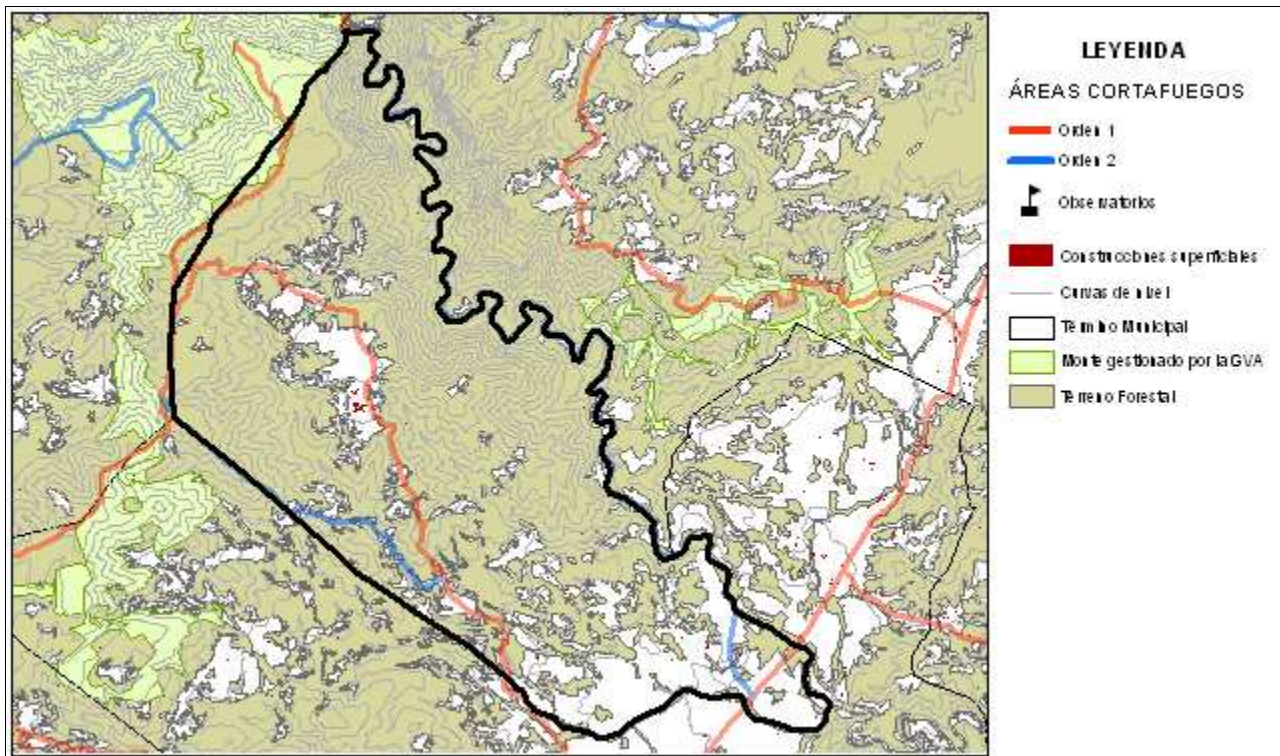 LEYENDA
ÁREAS CORTAFUEGOS
Orden 1
Orden 2
Observatorios
Construcciones superficiales
Curvas de nivel
Término Municipal
Monte gestionado por la GVA
Terreno Forestal